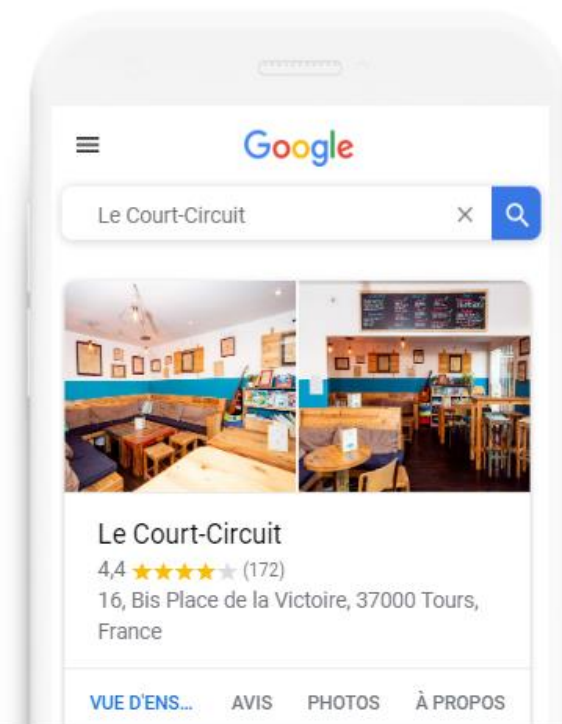 Google
Le Court-Circuit
Le Court-Circuit
4,4 (172)
16, Bis Place de la Victoire, 37000 Tours,
France
VUE D'ENS... AVIS PHOTOS À PROPOS